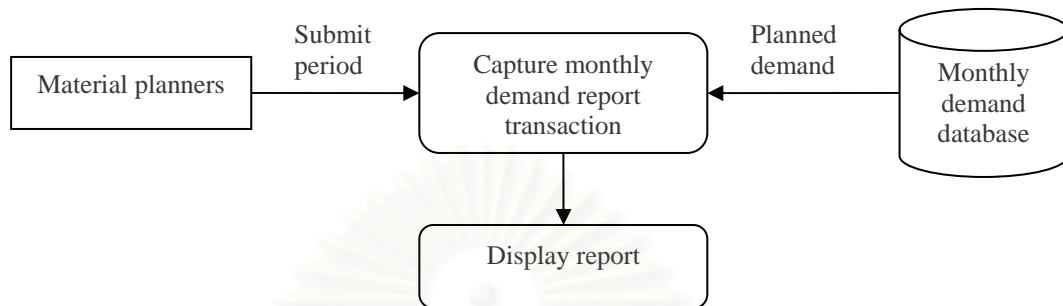 Submit
period
Planned
demand
Material planners
Capture monthly
demand report
transaction
Monthly
demand
database
Display report